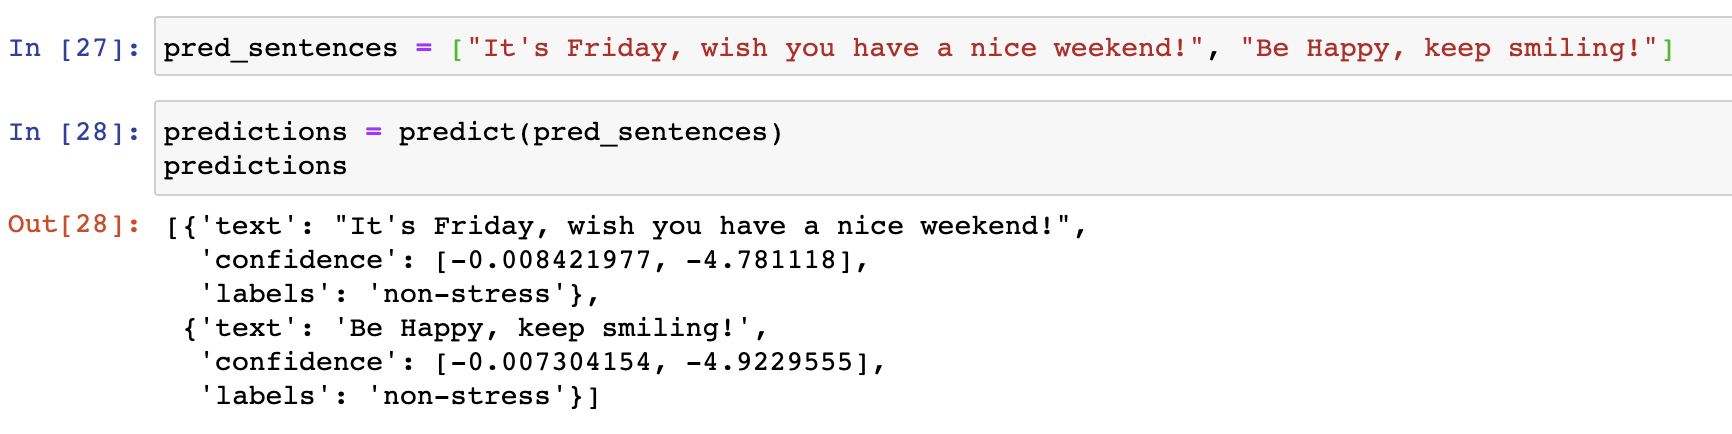 In [27]: pred_sentences = ["It's Friday, wish you have a nice weekend!", "Be Happy, keep smiling!"]
In [28]: predictions = predict(pred_sentences)
predictions
Out[28]: [{'text': "It's Friday, wish you have a nice weekend!",
'confidence': [-0.008421977, -4.781118],
'labels': 'non-stress'},
{'text': 'Be Happy, keep smiling!',
'confidence': [-0.007304154, -4.9229555],
'labels': 'non-stress'}]